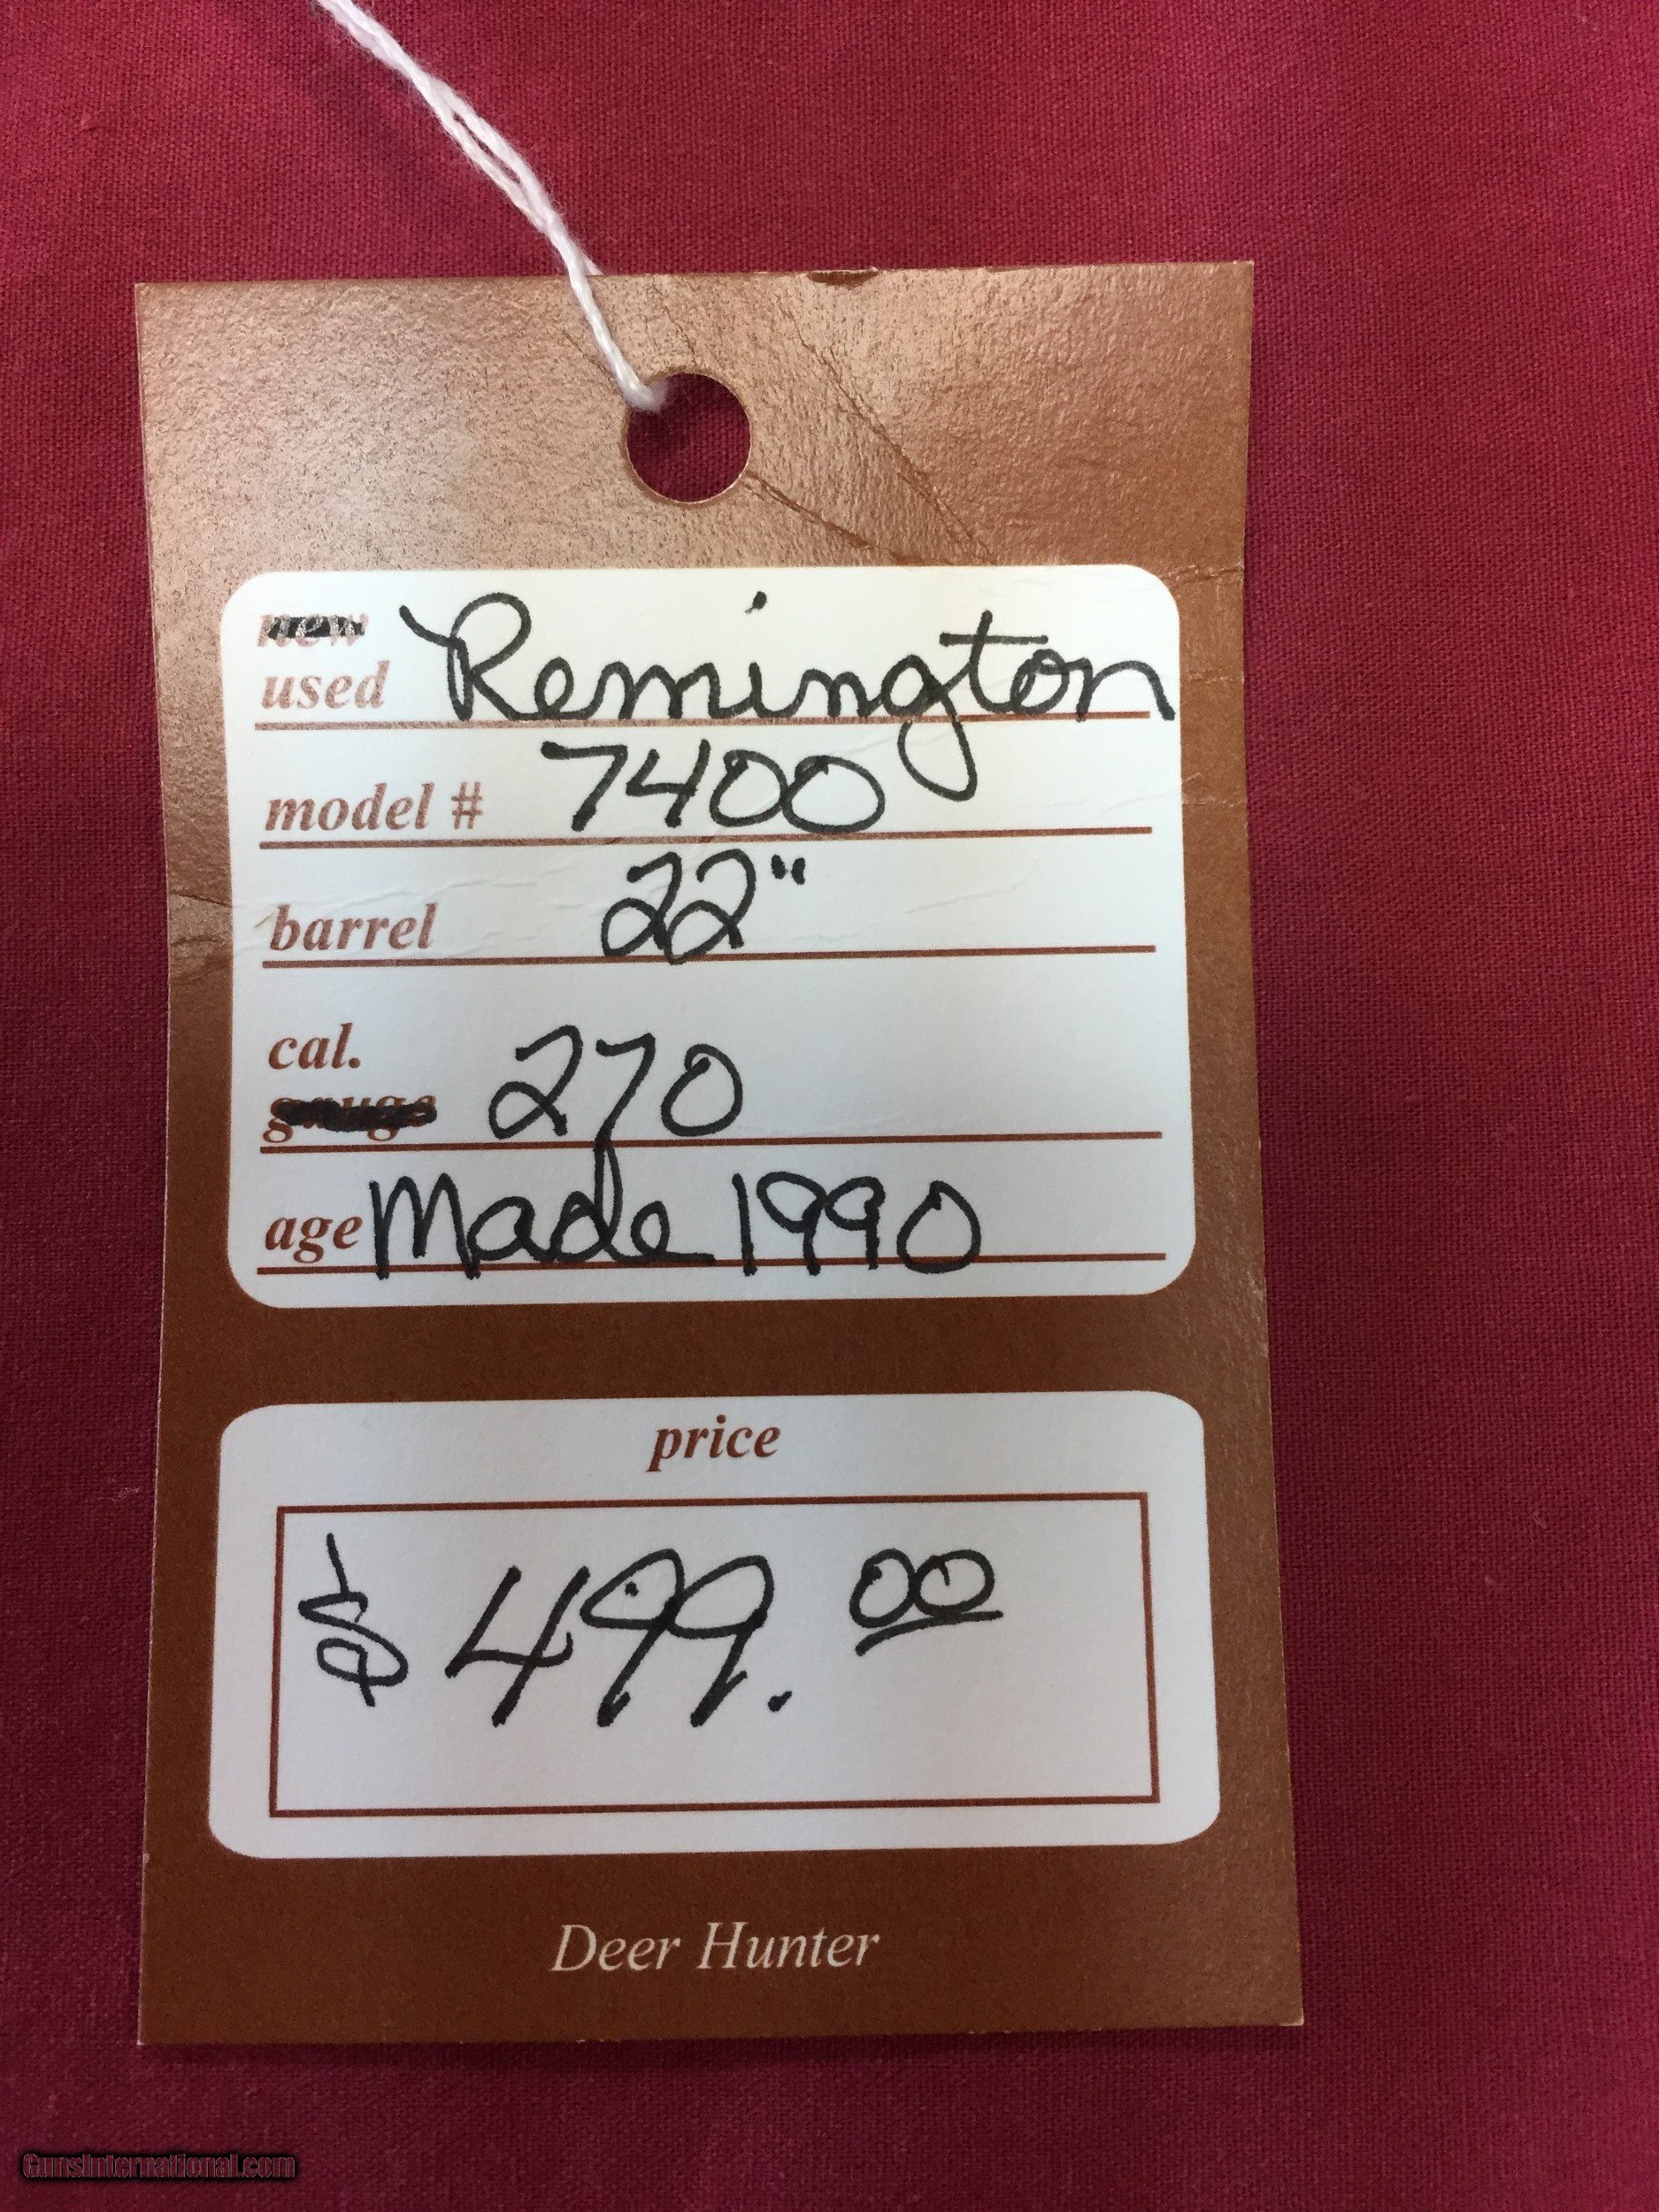 new
used Remington
model # 7400
barrel 22"
cal.
gauge 270
age Made 1990
price
$ 499.00
Deer Hunter
GunsInternational.com